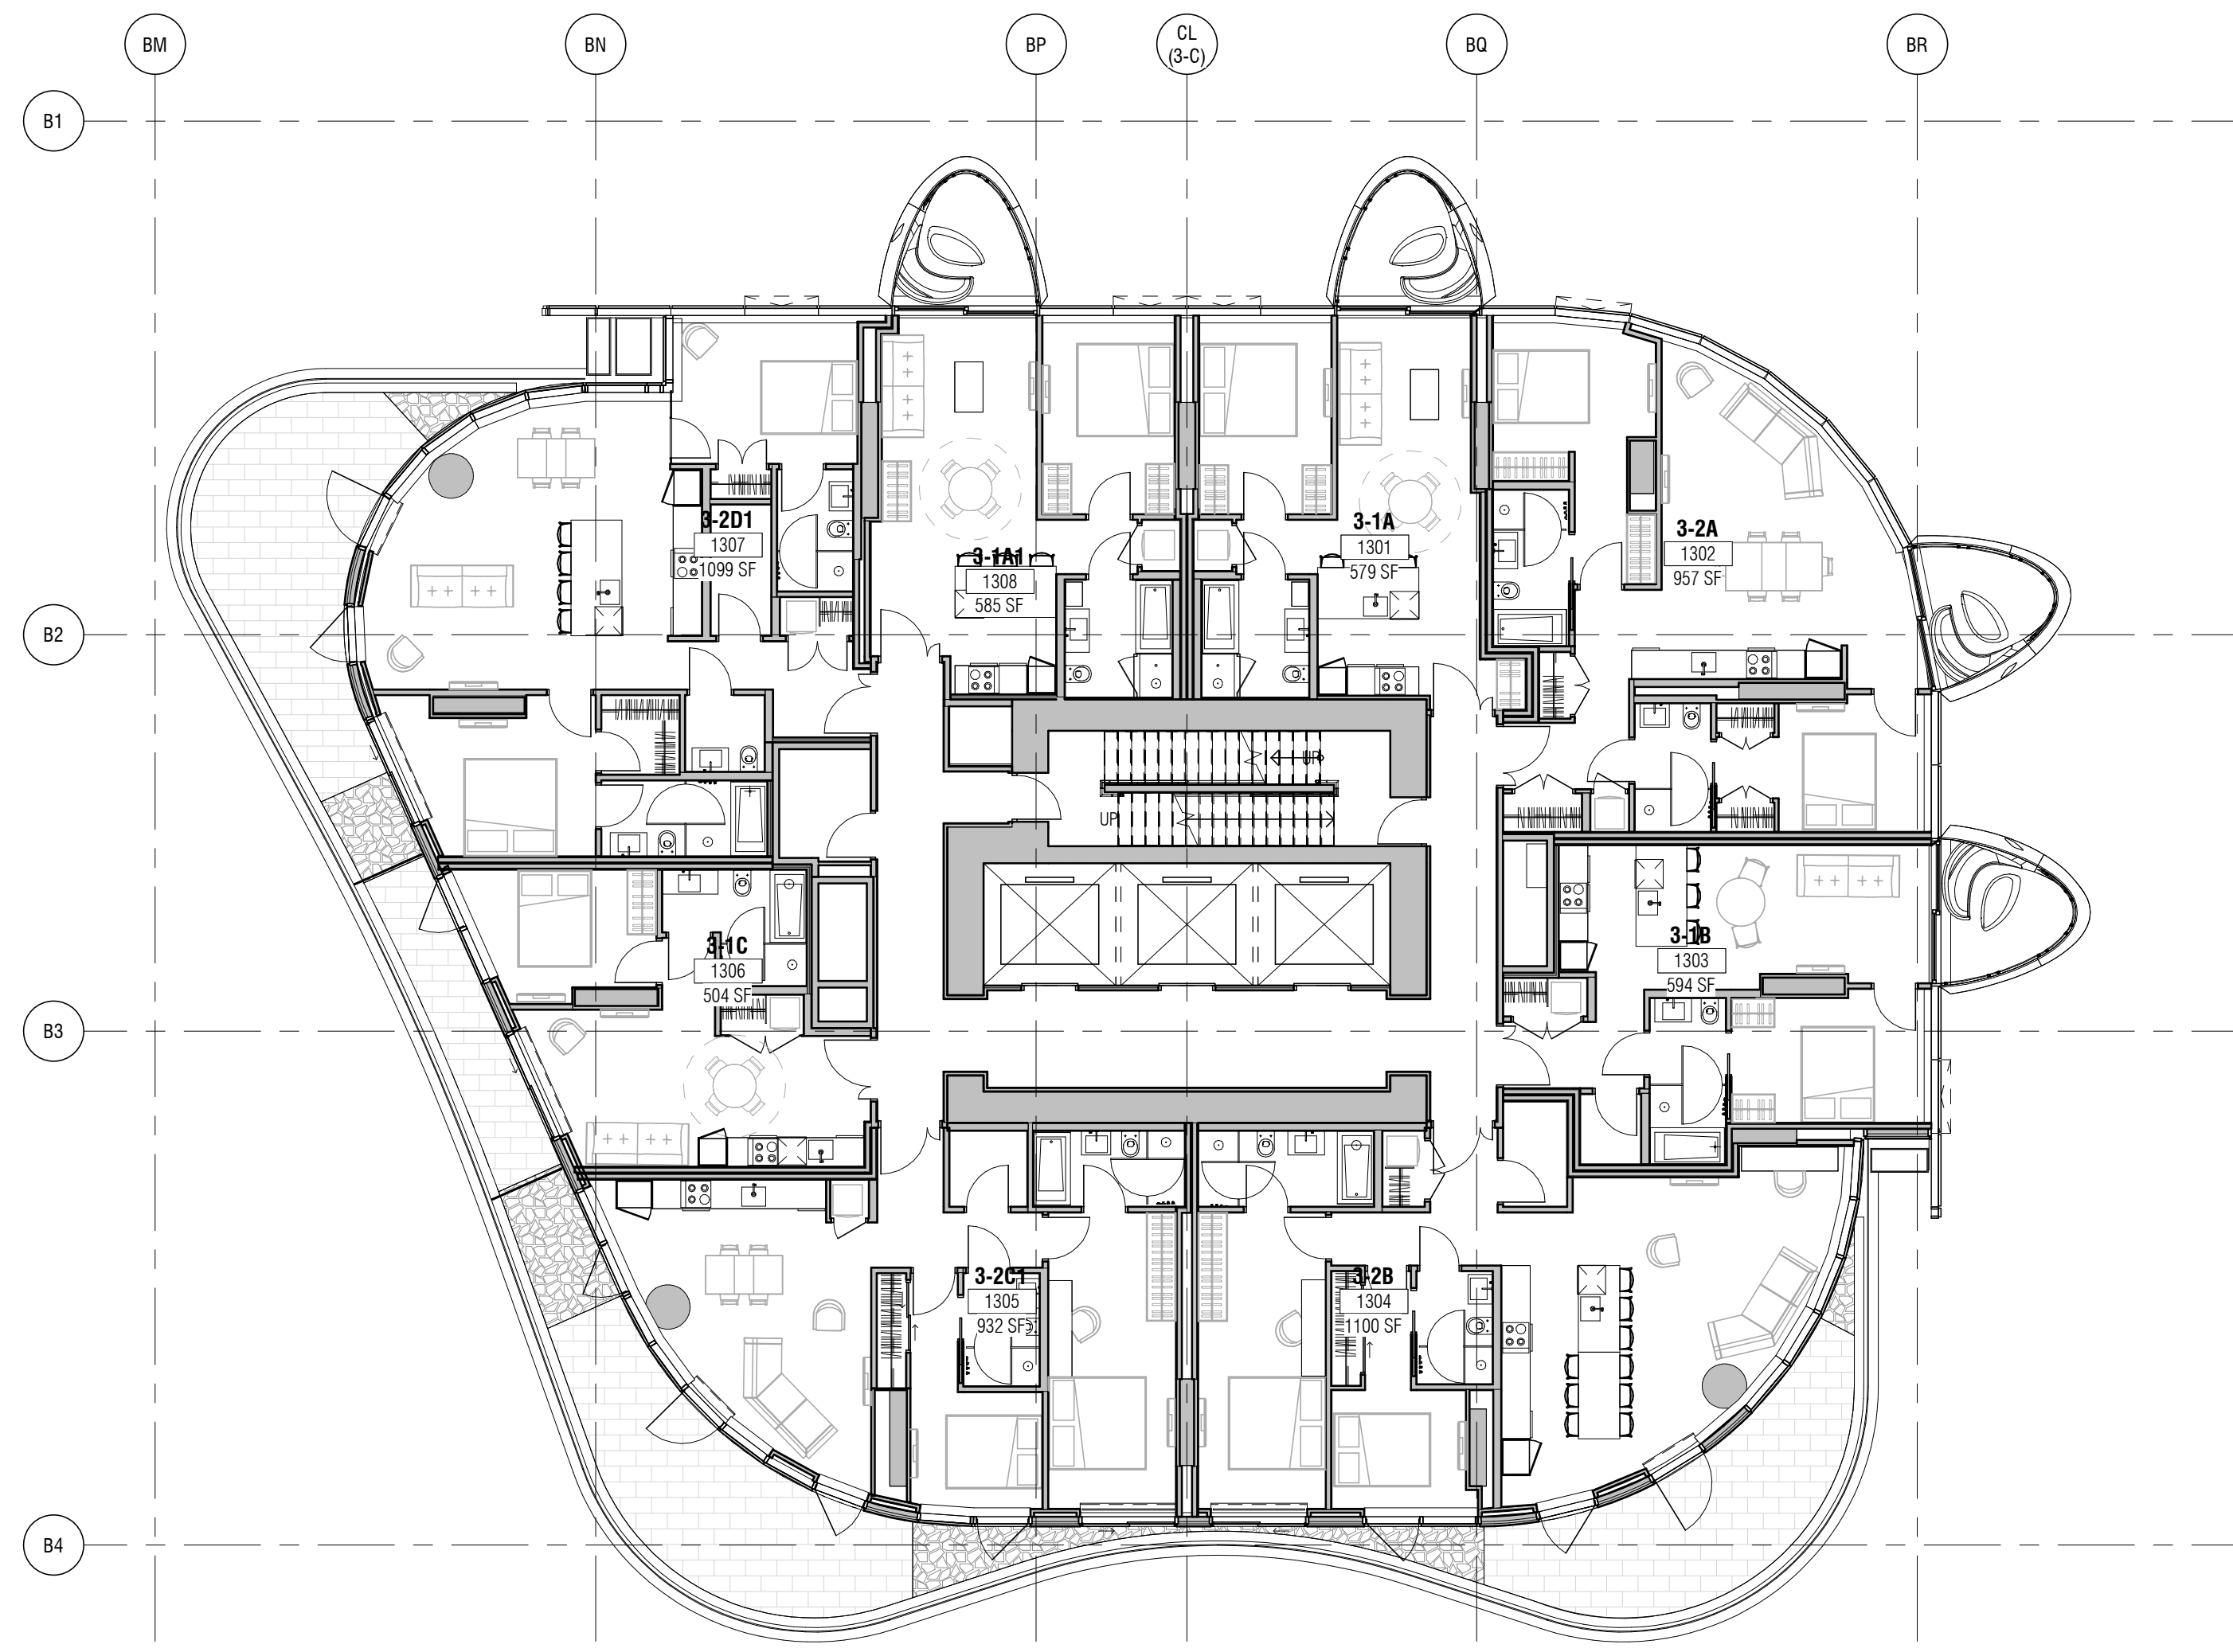 BM
BN
BP
CL
(3-C)
BQ
BR
B1
3-2D1
1307
1099 SF
3-1A1
1308
585 SF
3-1A
1301
579 SF
3-2A
1302
957 SF
B2
UP
UP
3-1C
1306
504 SF
3-1B
1303
594 SF
B3
3-2C1
1305
932 SF
3-2B
1304
1100 SF
B4